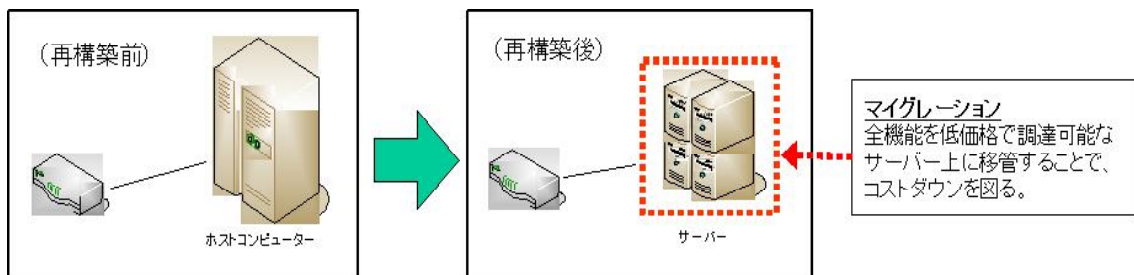 （再構築前）
ホストコンピューター
（再構築後）
サーバー
マイグレーション
全機能を低価格で調達可能な
サーバー上に移管することで、
コストダウンを図る。